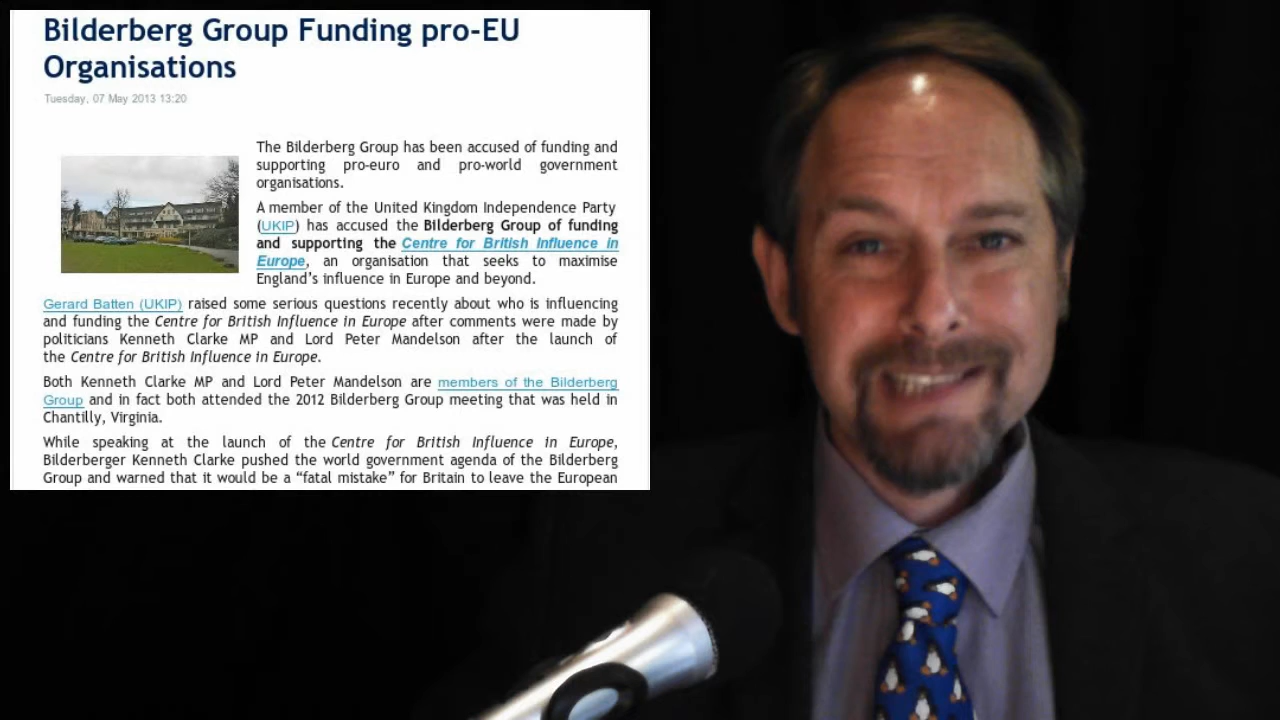 Bilderberg Group Funding pro-EU
Organisations
Tuesday, 07 May 2013 13:20
The Bilderberg Group has been accused of funding and
supporting pro-euro and pro-world government
organisations.
A member of the United Kingdom Independence Party
(UKIP) has accused the Bilderberg Group of funding
and supporting the Centre for British Influence in
Europe, an organisation that seeks to maximise
England's influence in Europe and beyond.
Gerard Batten (UKIP) raised some serious questions recently about who is influencing
and funding the Centre for British Influence in Europe after comments were made by
politicians Kenneth Clarke MP and Lord Peter Mandelson after the launch of
the Centre for British Influence in Europe.
Both Kenneth Clarke MP and Lord Peter Mandelson are members of the Bilderberg
Group and in fact both attended the 2012 Bilderberg Group meeting that was held in
Chantilly, Virginia.
While speaking at the launch of the Centre for British Influence in Europe,
Bilderberger Kenneth Clarke pushed the world government agenda of the Bilderberg
Group and warned that it would be a “fatal mistake” for Britain to leave the European